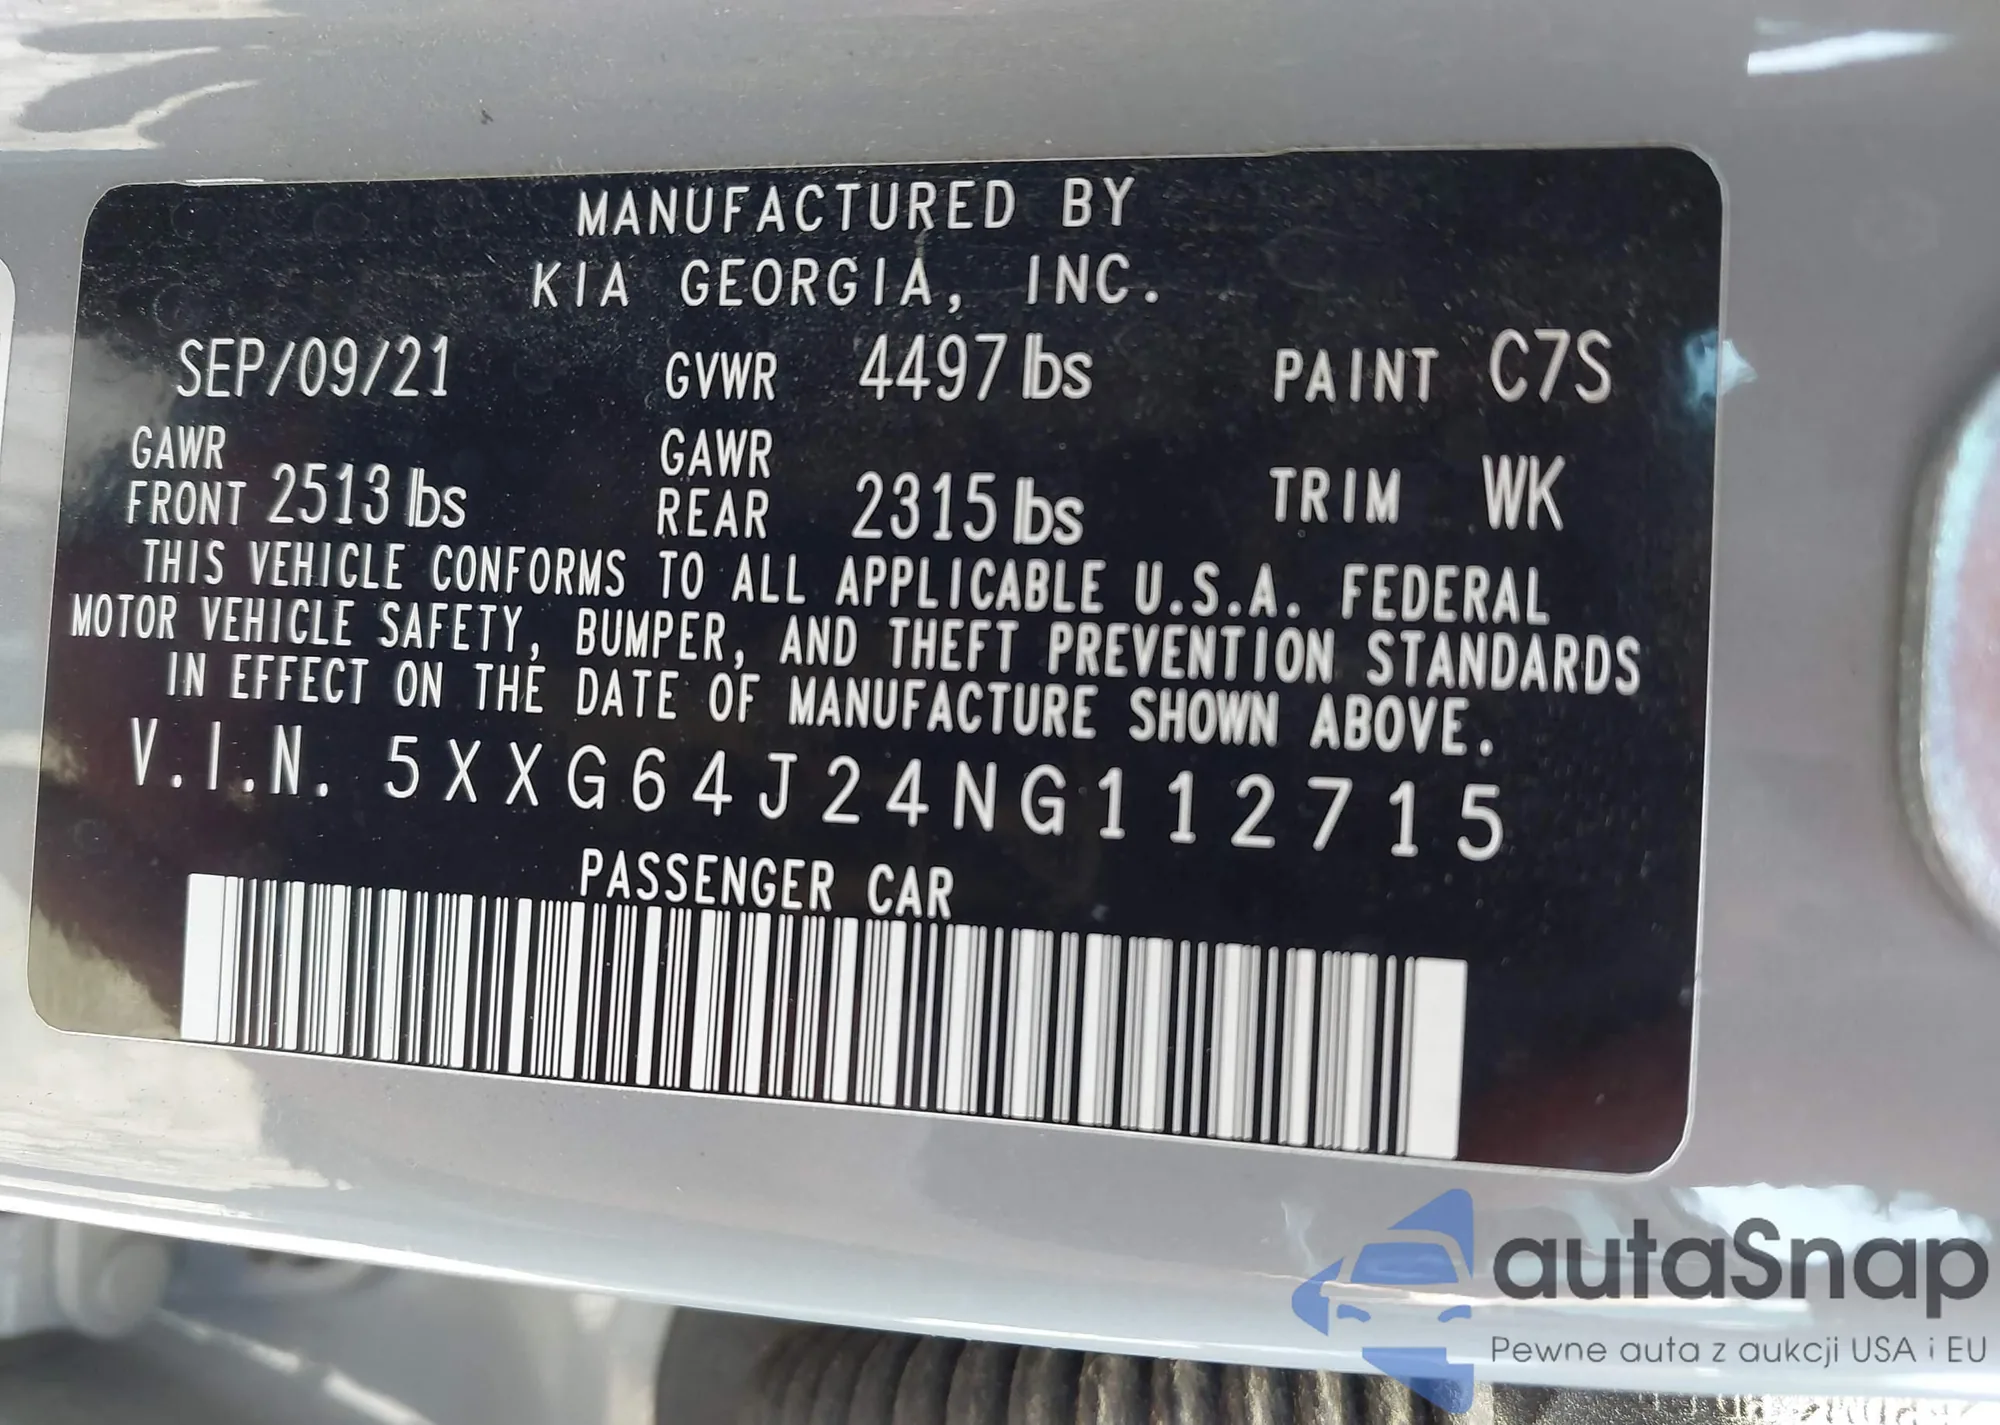 MANUFACTURED BY
KIA GEORGIA, INC.
SEP/09/21 GVWR 4497 lbs PAINT C7S
GAWR FRONT 2513 lbs GAWR REAR 2315 lbs TRIM WK
THIS VEHICLE CONFORMS TO ALL APPLICABLE U.S.A. FEDERAL
MOTOR VEHICLE SAFETY, BUMPER, AND THEFT PREVENTION STANDARDS
IN EFFECT ON THE DATE OF MANUFACTURE SHOWN ABOVE.
V.I.N. 5XXG64J24NG112715
PASSENGER CAR
autaSnap
Pewne auta z aukcji USA i EU